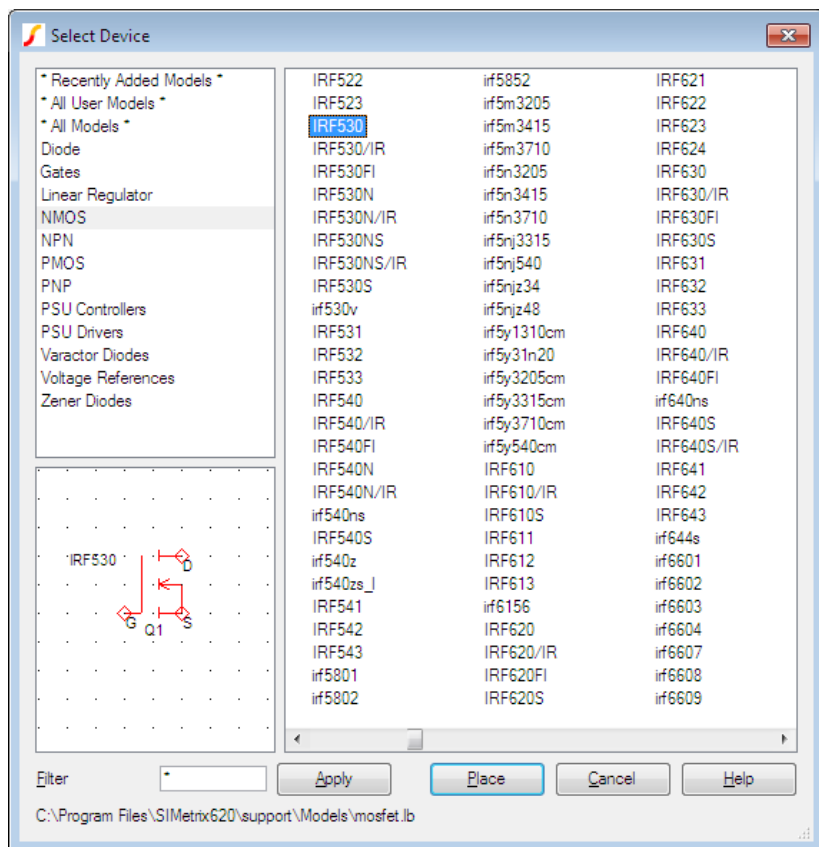 Select Device
* Recently Added Models *
* All User Models *
* All Models *
Diode
Gates
Linear Regulator
NMOS
NPN
PMOS
PNP
PSU Controllers
PSU Drivers
Varactor Diodes
Voltage References
Zener Diodes
IRF522
IRF523
IRF530
IRF530/IR
IRF530FI
IRF530N
IRF530N/IR
IRF530NS
IRF530NS/IR
IRF530S
irf530v
IRF531
IRF532
IRF533
IRF540
IRF540/IR
IRF540FI
IRF540N
IRF540N/IR
irf540ns
IRF540S
irf540z
irf540zs_l
IRF541
IRF542
IRF543
irf5801
irf5802
irf5852
irf5m3205
irf5m3415
irf5m3710
irf5n3205
irf5n3415
irf5n3710
irf5nj3315
irf5nj540
irf5njz34
irf5njz48
irf5y1310cm
irf5y31n20
irf5y3205cm
irf5y3315cm
irf5y3710cm
irf5y540cm
IRF610
IRF610/IR
IRF610S
IRF611
IRF612
IRF613
irf6156
IRF620
IRF620/IR
IRF620FI
IRF620S
IRF621
IRF622
IRF623
IRF624
IRF630
IRF630/IR
IRF630FI
IRF630S
IRF631
IRF632
IRF633
IRF640
IRF640/IR
IRF640FI
irf640ns
IRF640S
IRF640S/IR
IRF641
IRF642
IRF643
irf644s
irf6601
irf6602
irf6603
irf6604
irf6607
irf6608
irf6609
IRF530
D
G
S
Q1
Filter * Apply Place Cancel Help
C:\Program Files\SIMetrix620\support\Models\mosfet.lb